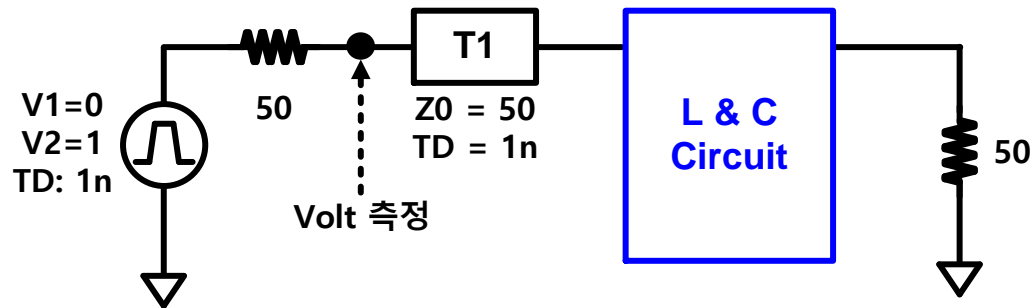 V1=0
V2=1
TD: 1n
50
Volt 측정
T1
Z0 = 50
TD = 1n
L & C
Circuit
50